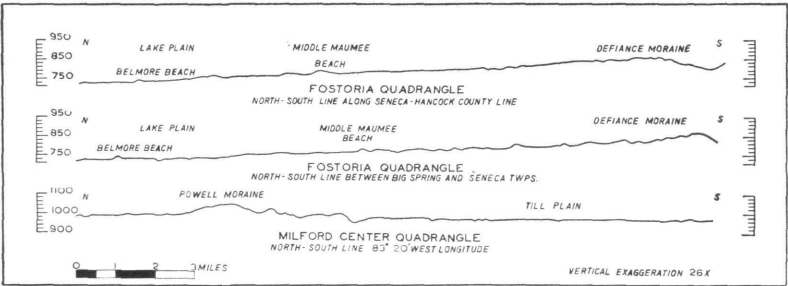 950 N LAKE PLAIN MIDDLE MAUMEE DEFIANCE MORAINE S
850 BELMORE BEACH BEACH
750
FOSTORIA QUADRANGLE
NORTH-SOUTH LINE ALONG SENECA-HANCOCK COUNTY LINE
950 N LAKE PLAIN MIDDLE MAUMEE DEFIANCE MORAINE S
850 BELMORE BEACH BEACH
750
FOSTORIA QUADRANGLE
NORTH-SOUTH LINE BETWEEN BIG SPRING AND SENECA TWPS.
1100 N POWELL MORAINE S
1000 TILL PLAIN
900
MILFORD CENTER QUADRANGLE
NORTH-SOUTH LINE 83° 20' WEST LONGITUDE
0 1 2 3 MILES
VERTICAL EXAGGERATION 26X